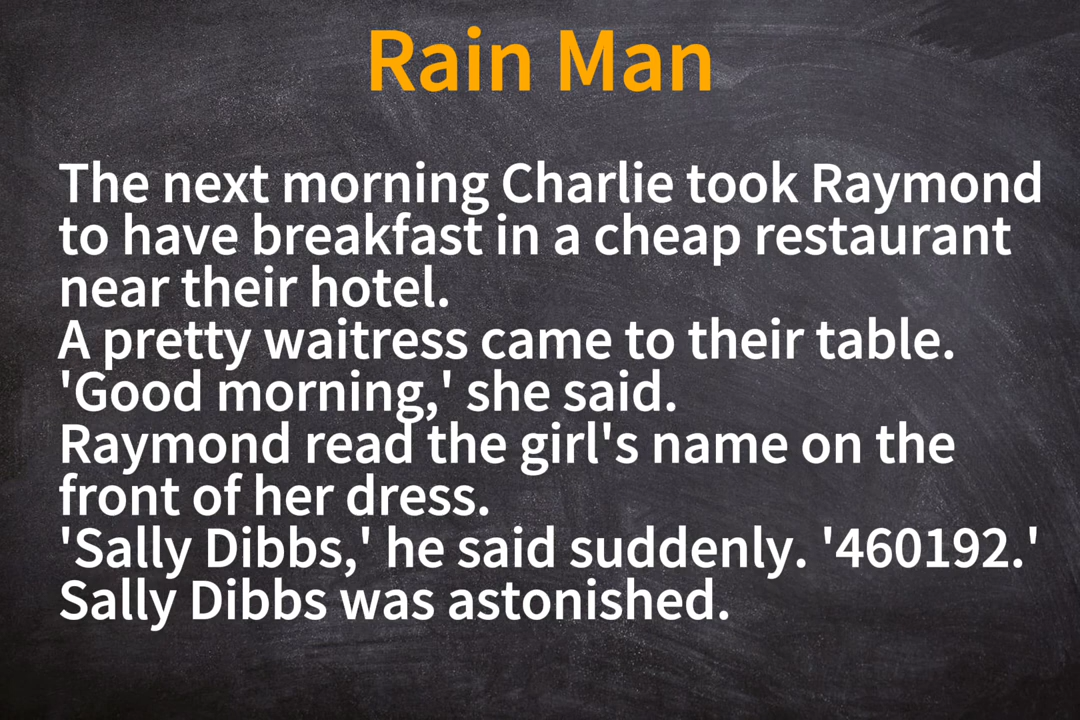 Rain Man
The next morning Charlie took Raymond
to have breakfast in a cheap restaurant
near their hotel.
A pretty waitress came to their table.
'Good morning,' she said.
Raymond read the girl's name on the
front of her dress.
'Sally Dibbs,' he said suddenly. '460192.'
Sally Dibbs was astonished.